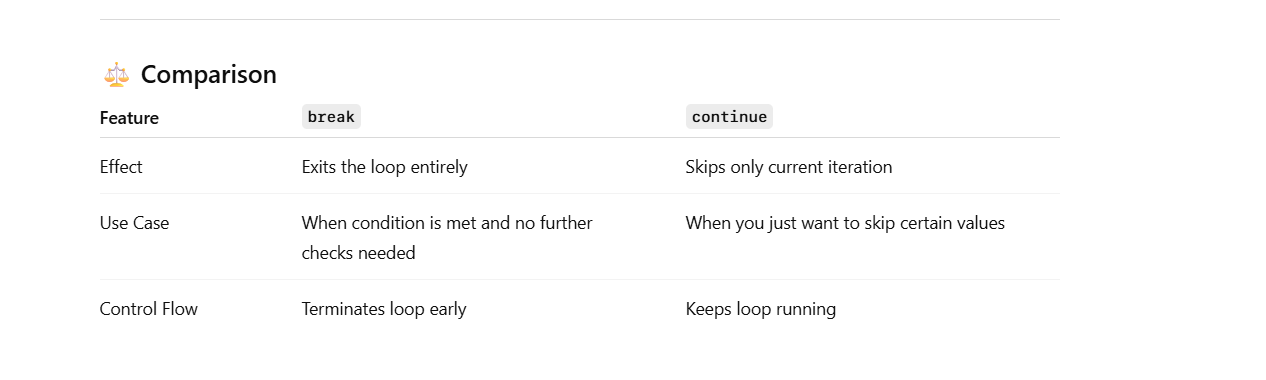 ⚖️ Comparison
Feature break continue
Effect Exits the loop entirely Skips only current iteration
Use Case When condition is met and no further When you just want to skip certain values
checks needed
Control Flow Terminates loop early Keeps loop running